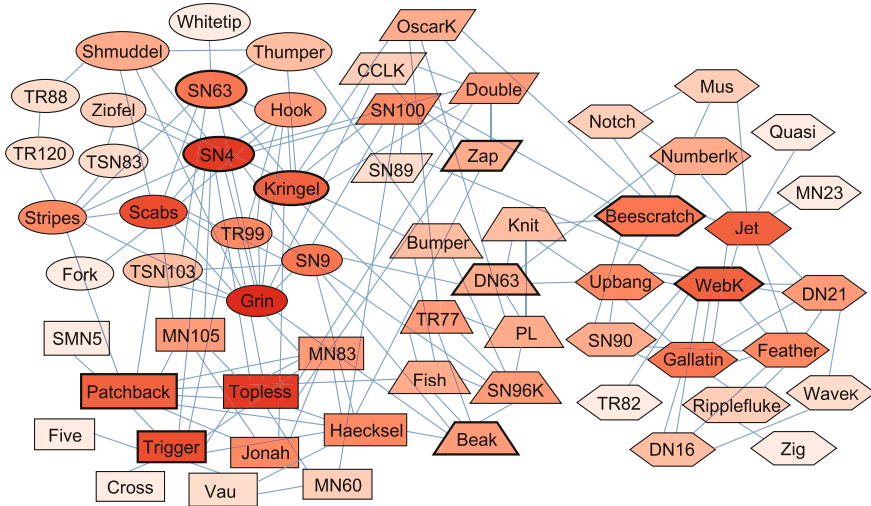 Whitetip
OscarK
Shmuddel
Thumper
CCLK
Double
Mus
TR88
Zipfel
SN63
Hook
SN100
Notch
Quasi
TR120
TSN83
SN4
SN89
Zap
NumberIK
Kringel
MN23
Stripes
Scabs
TR99
Bumper
Knit
Beescratch
Jet
Fork
TSN103
SN9
DN63
Upbang
WebK
DN21
Grin
SMN5
MN105
MN83
TR77
PL
SN90
Gallatin
Feather
Patchback
Topless
Fish
SN96K
TR82
Ripplefluke
WaveK
Five
Trigger
Jonah
Haecksel
Beak
DN16
Zig
Cross
Vau
MN60